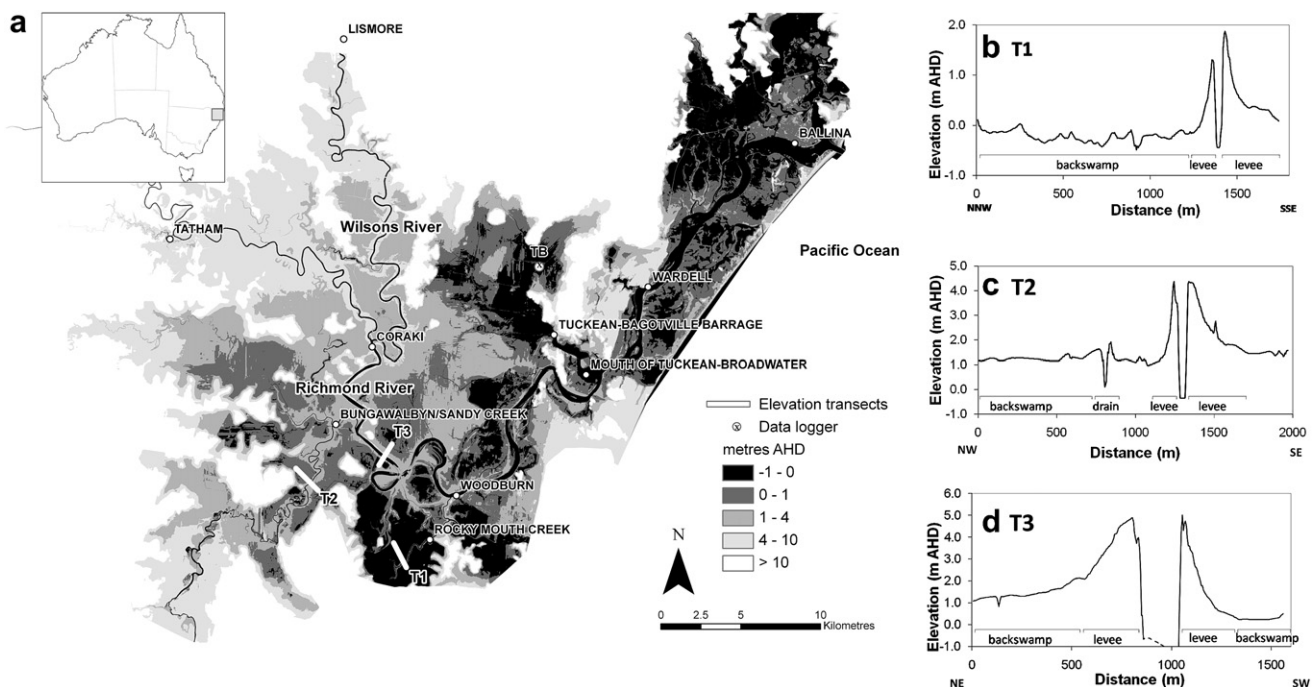 a
LISMORE
BALLINA
TATHAM
Wilsons River
TB
Pacific Ocean
WARDELL
CORAKI
TUCKEAN-BAGOTVILLE BARRAGE
MOUTH OF TUCKEAN-BROADWATER
Richmond River
BUNGAWALBYN/SANDY CREEK
T3
T2
WOODBURN
ROCKY MOUTH CREEK
T1
Elevation transects
Data logger
metres AHD
-1 - 0
0 - 1
1 - 4
4 - 10
> 10
N
0 2.5 5 10
Kilometres
b T1
Elevation (m AHD)
2.0
1.0
0.0
-1.0
backswamp levee levee
0 500 1000 1500
NNW Distance (m) SSE
c T2
Elevation (m AHD)
5.0
4.0
3.0
2.0
1.0
0.0
-1.0
backswamp drain levee levee
0 500 1000 1500 2000
NW Distance (m) SE
d T3
Elevation (m AHD)
6.0
5.0
4.0
3.0
2.0
1.0
0.0
-1.0
backswamp levee levee backswamp
0 500 1000 1500
NE Distance (m) SW